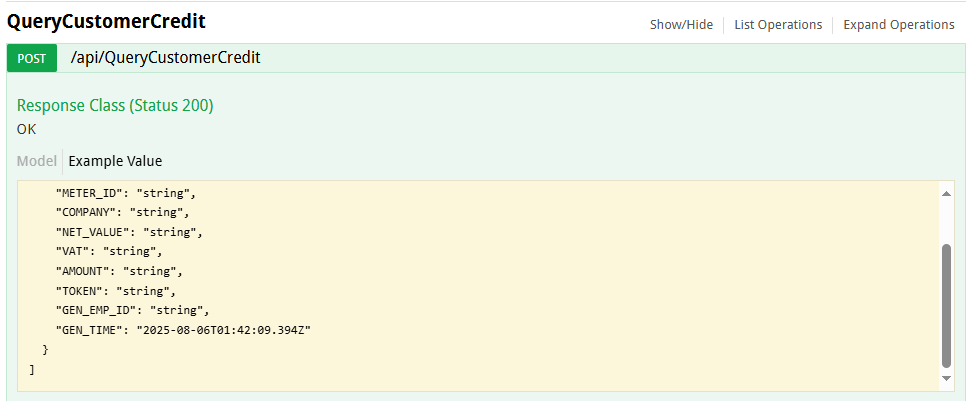 QueryCustomerCredit
Show/Hide List Operations Expand Operations
POST /api/QueryCustomerCredit
Response Class (Status 200)
OK
Model Example Value
"METER_ID": "string",
"COMPANY": "string",
"NET_VALUE": "string",
"VAT": "string",
"AMOUNT": "string",
"TOKEN": "string",
"GEN_EMP_ID": "string",
"GEN_TIME": "2025-08-06T01:42:09.394Z"
}
]